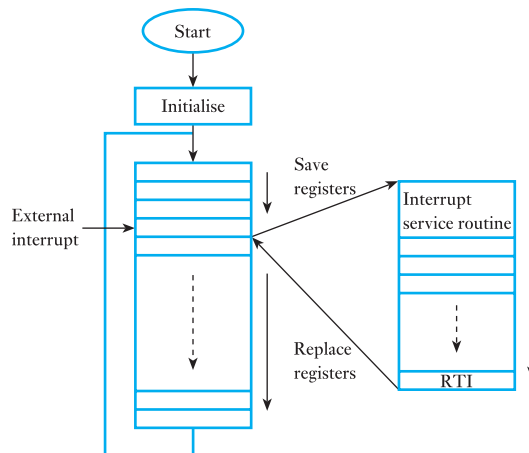 Start
Initialise
Save
registers
External
interrupt
Interrupt
service routine
Replace
registers
RTI